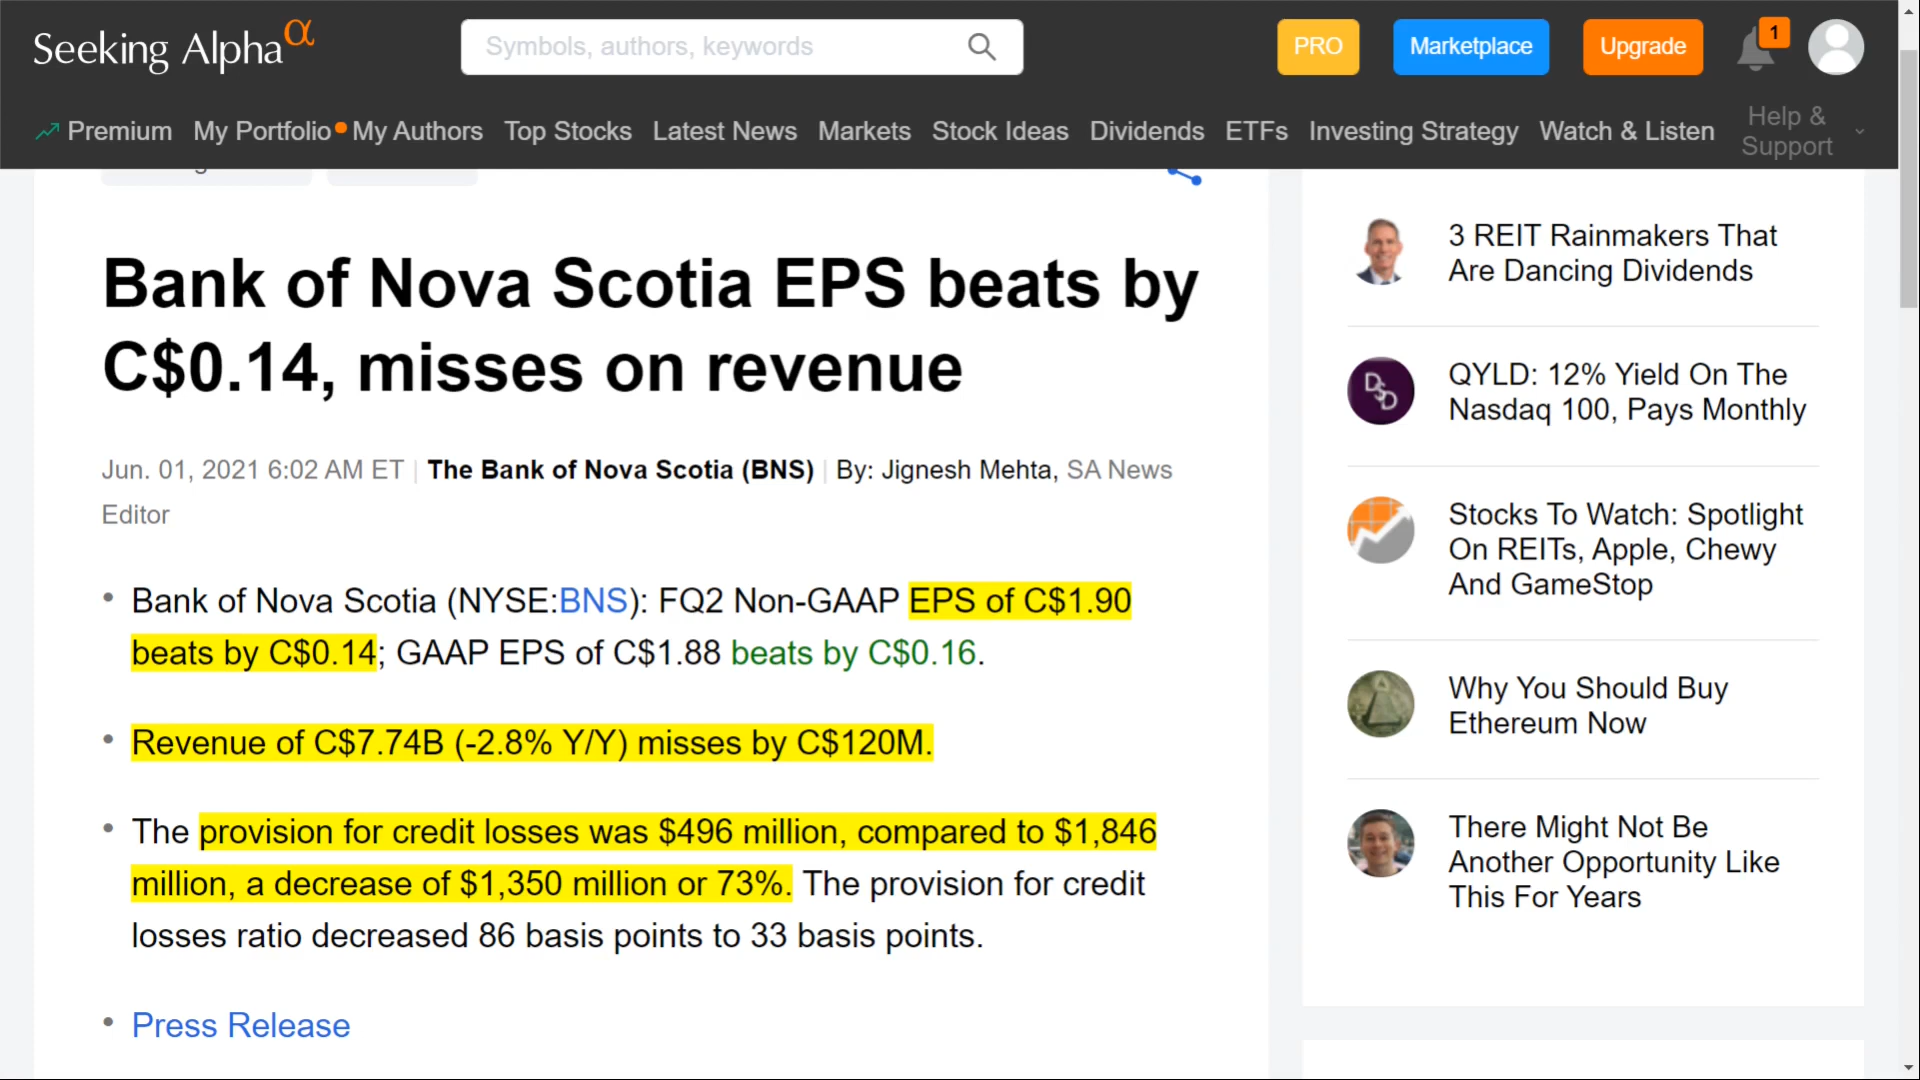 Seeking Alpha α
Symbols, authors, keywords
PRO
Marketplace
Upgrade
1
Premium My Portfolio My Authors Top Stocks Latest News Markets Stock Ideas Dividends ETFs Investing Strategy Watch & Listen
Help &
Support
Bank of Nova Scotia EPS beats by
C$0.14, misses on revenue
Jun. 01, 2021 6:02 AM ET | The Bank of Nova Scotia (BNS) | By: Jignesh Mehta, SA News
Editor
• Bank of Nova Scotia (NYSE:BNS): FQ2 Non-GAAP EPS of C$1.90
beats by C$0.14; GAAP EPS of C$1.88 beats by C$0.16.
• Revenue of C$7.74B (-2.8% Y/Y) misses by C$120M.
• The provision for credit losses was $496 million, compared to $1,846
million, a decrease of $1,350 million or 73%. The provision for credit
losses ratio decreased 86 basis points to 33 basis points.
• Press Release
3 REIT Rainmakers That
Are Dancing Dividends
DSD
QYLD: 12% Yield On The
Nasdaq 100, Pays Monthly
Stocks To Watch: Spotlight
On REITs, Apple, Chewy
And GameStop
Why You Should Buy
Ethereum Now
There Might Not Be
Another Opportunity Like
This For Years